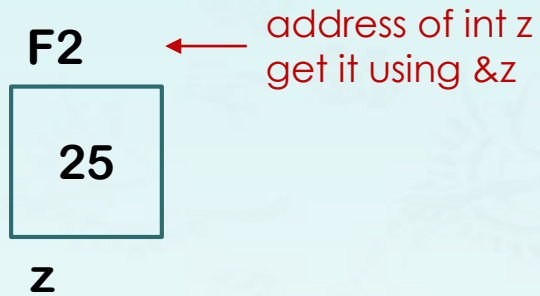 F2
address of int z
get it using &z
25
z